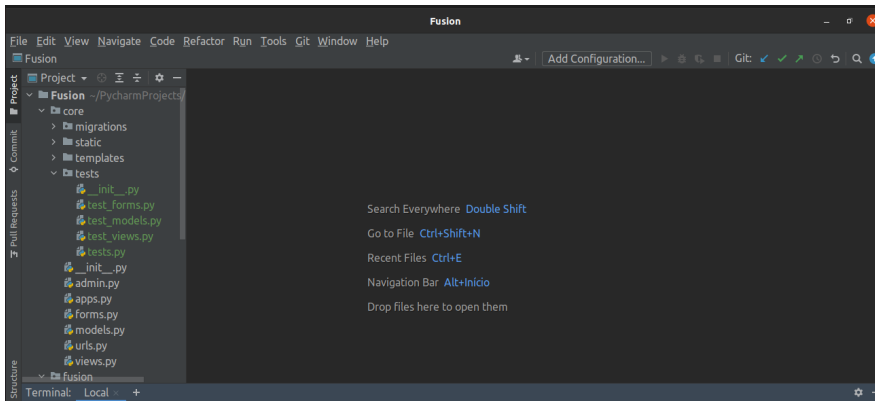 Fusion
File Edit View Navigate Code Refactor Run Tools Git Window Help
Fusion
Add Configuration...
Git:
Project
Fusion ~/PycharmProjects/
core
migrations
static
templates
tests
__init__.py
test_forms.py
test_models.py
test_views.py
tests.py
__init__.py
admin.py
apps.py
forms.py
models.py
urls.py
views.py
fusion
Project
Commit
Pull Requests
Structure
Search Everywhere Double Shift
Go to File Ctrl+Shift+N
Recent Files Ctrl+E
Navigation Bar Alt+Início
Drop files here to open them
Terminal: Local